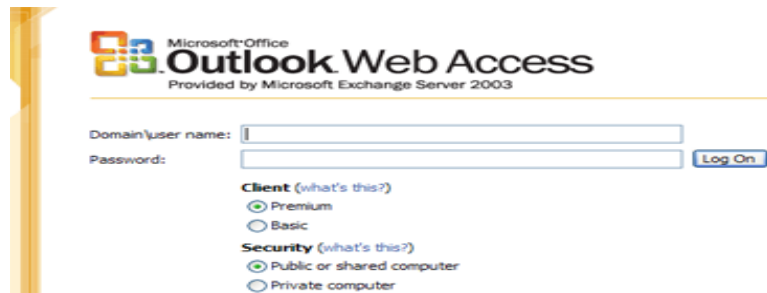 Microsoft Office
Outlook Web Access
Provided by Microsoft Exchange Server 2003
Domain\user name:
Password:
Log On
Client (what's this?)
Premium
Basic
Security (what's this?)
Public or shared computer
Private computer